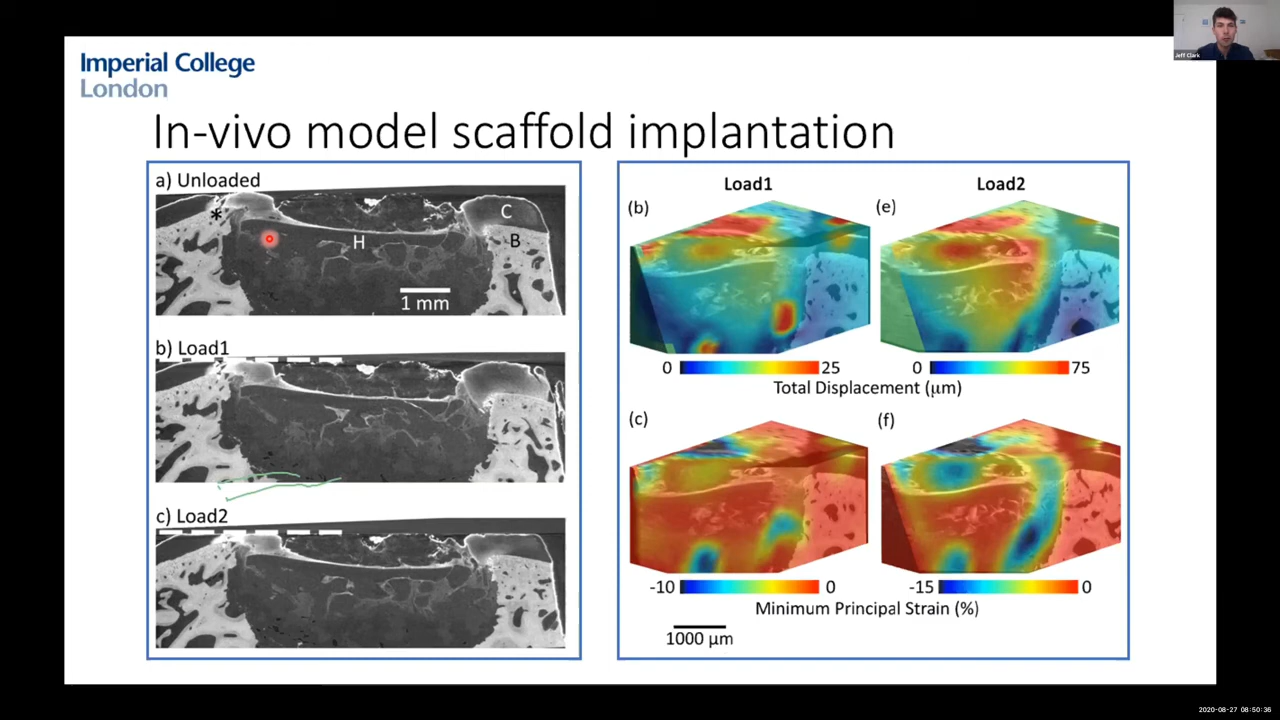 Imperial College
London
Jeff Clark
In-vivo model scaffold implantation
a) Unloaded
*
C
B
H
1 mm
b) Load1
c) Load2
Load1
Load2
(b)
(e)
0
25
0
75
Total Displacement (μm)
(c)
(f)
-10
0
-15
0
Minimum Principal Strain (%)
1000 μm
2020-08-27 08:50:36